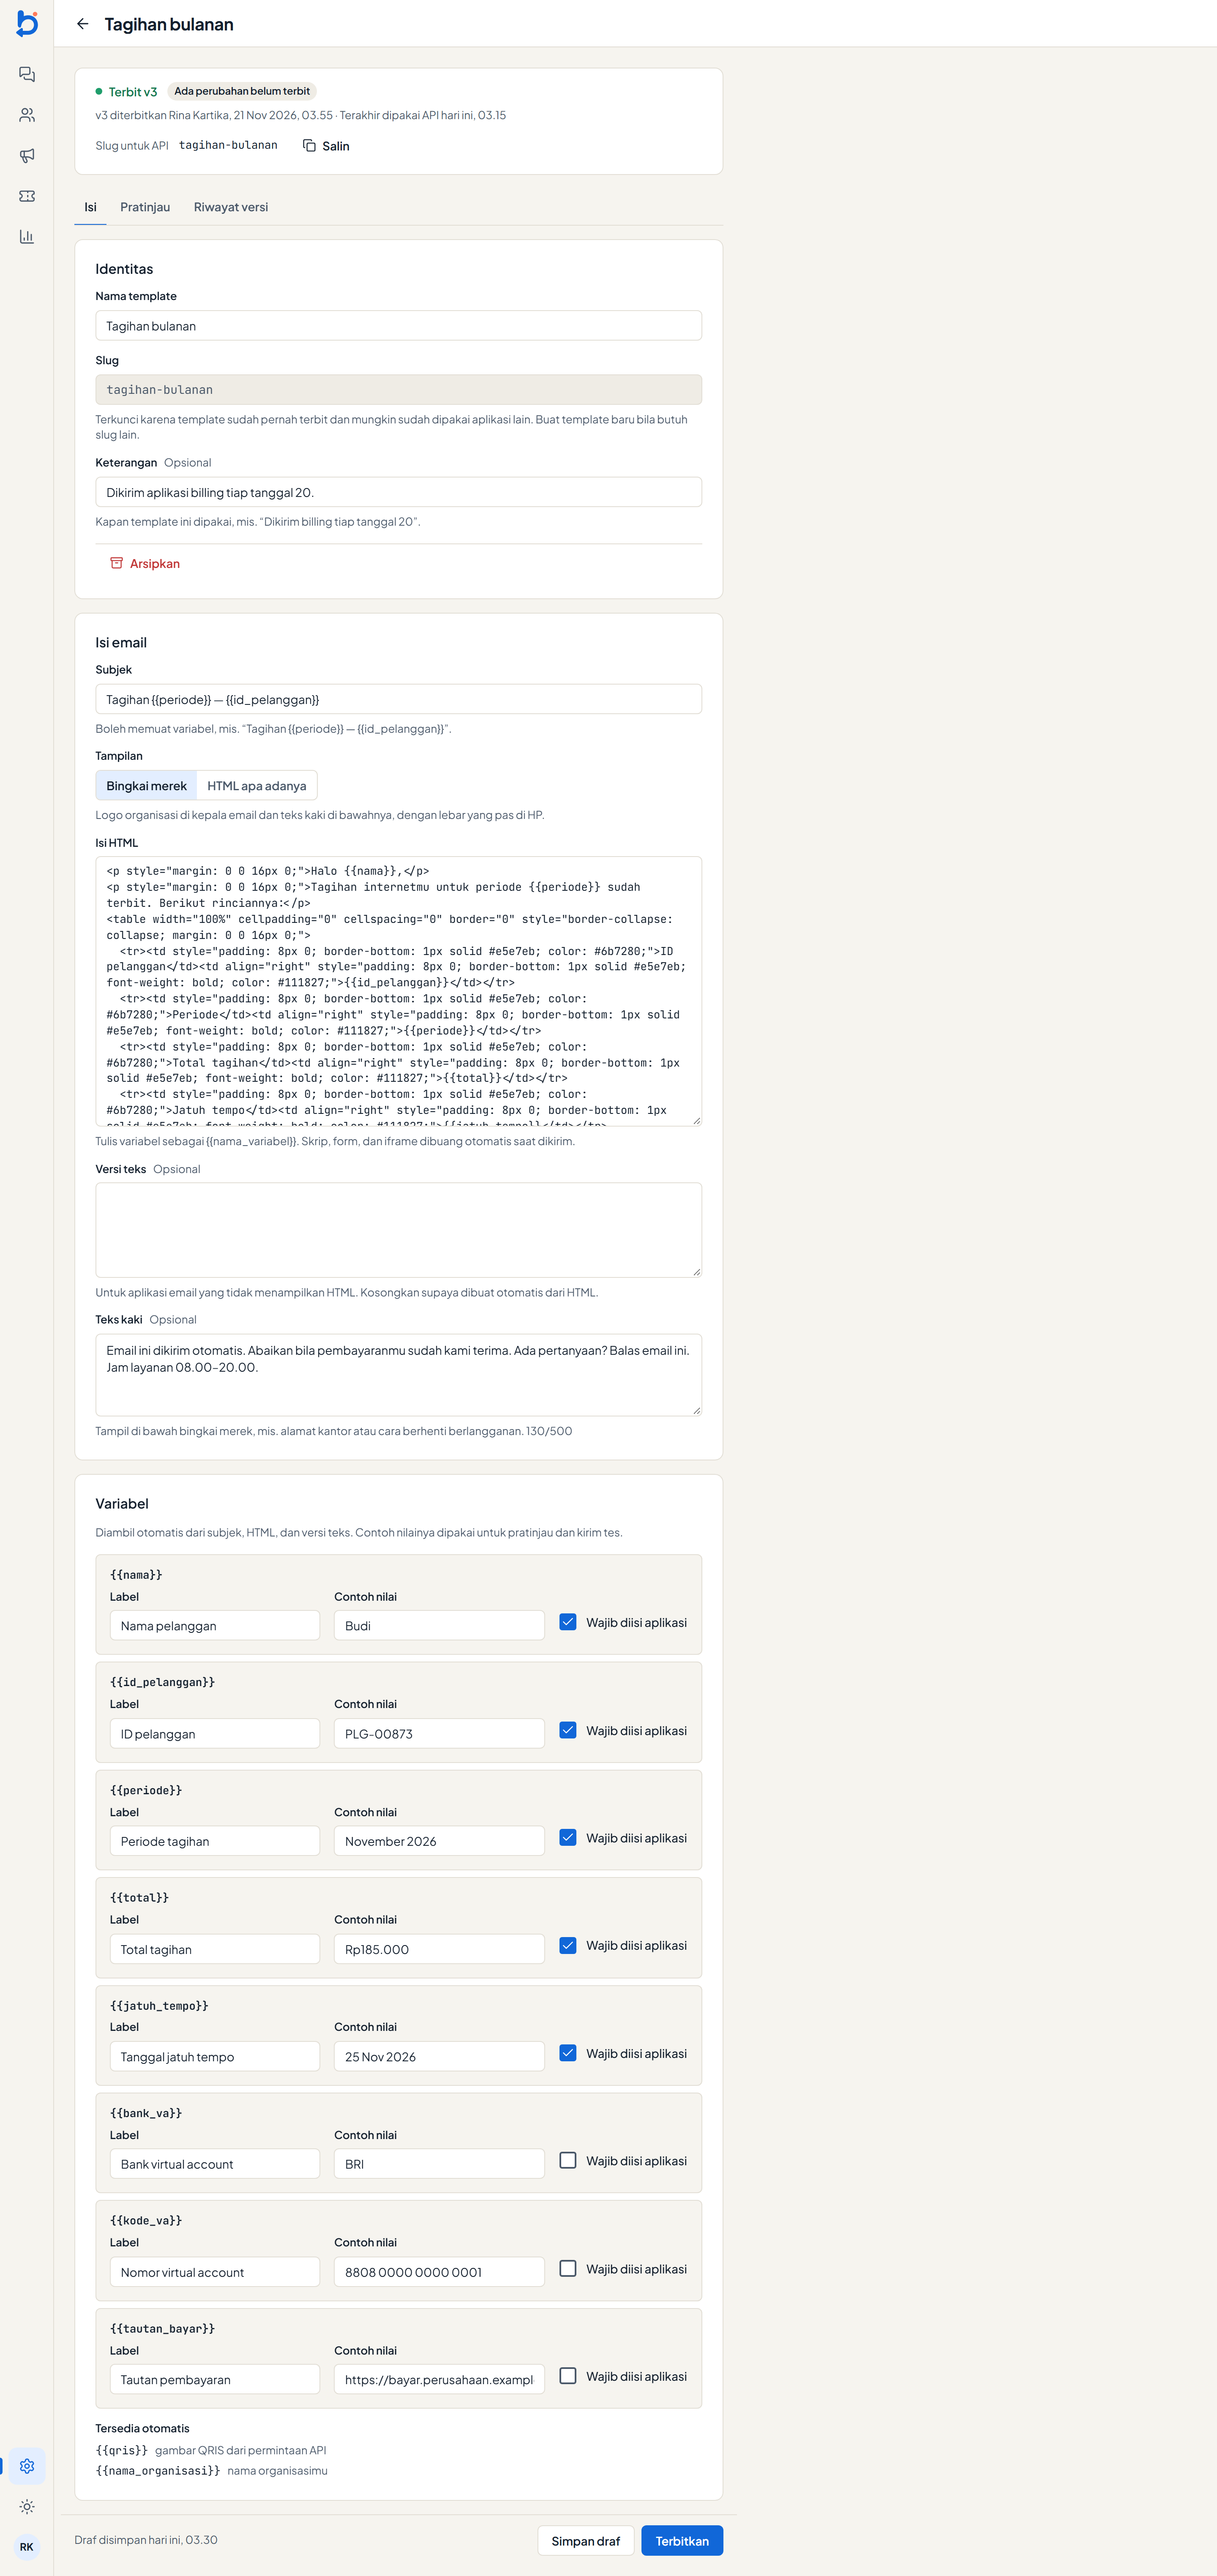 Tagihan bulanan
Terbit v3 Ada perubahan belum terbit
v3 diterbitkan Rina Kartika, 21 Nov 2026, 03.55 · Terakhir dipakai API hari ini, 03.15
Slug untuk API tagihan-bulanan Salin
Isi Pratinjau Riwayat versi
Identitas
Nama template
Tagihan bulanan
Slug
tagihan-bulanan
Terkunci karena template sudah pernah terbit dan mungkin sudah dipakai aplikasi lain. Buat template baru bila butuh
slug lain.
Keterangan Opsional
Dikirim aplikasi billing tiap tanggal 20.
Kapan template ini dipakai, mis. “Dikirim billing tiap tanggal 20”.
Arsipkan
Isi email
Subjek
Tagihan {{periode}} — {{id_pelanggan}}
Boleh memuat variabel, mis. “Tagihan {{periode}} — {{id_pelanggan}}”.
Tampilan
Bingkai merek HTML apa adanya
Logo organisasi di kepala email dan teks kaki di bawahnya, dengan lebar yang pas di HP.
Isi HTML
<p style="margin: 0 0 16px 0;">Halo {{nama}},</p>
<p style="margin: 0 0 16px 0;">Tagihan internetmu untuk periode {{periode}} sudah
terbit. Berikut rinciannya:</p>
<table width="100%" cellpadding="0" cellspacing="0" border="0" style="border-collapse:
collapse; margin: 0 0 16px 0;">
<tr><td style="padding: 8px 0; border-bottom: 1px solid #e5e7eb; color: #6b7280;">ID
pelanggan</td><td align="right" style="padding: 8px 0; border-bottom: 1px solid #e5e7eb;
font-weight: bold; color: #111827;">{{id_pelanggan}}</td></tr>
<tr><td style="padding: 8px 0; border-bottom: 1px solid #e5e7eb; color:
#6b7280;">Periode</td><td align="right" style="padding: 8px 0; border-bottom: 1px solid
#e5e7eb; font-weight: bold; color: #111827;">{{periode}}</td></tr>
<tr><td style="padding: 8px 0; border-bottom: 1px solid #e5e7eb; color:
#6b7280;">Total tagihan</td><td align="right" style="padding: 8px 0; border-bottom: 1px
solid #e5e7eb; font-weight: bold; color: #111827;">{{total}}</td></tr>
<tr><td style="padding: 8px 0; border-bottom: 1px solid #e5e7eb; color:
#6b7280;">Jatuh tempo</td><td align="right" style="padding: 8px 0; border-bottom: 1px
solid #e5e7eb; font-weight: bold; color: #111827;">{{jatuh_tempo}}</td></tr>
Tulis variabel sebagai {{nama_variabel}}. Skrip, form, dan iframe dibuang otomatis saat dikirim.
Versi teks Opsional
Untuk aplikasi email yang tidak menampilkan HTML. Kosongkan supaya dibuat otomatis dari HTML.
Teks kaki Opsional
Email ini dikirim otomatis. Abaikan bila pembayaranmu sudah kami terima. Ada pertanyaan? Balas email ini.
Jam layanan 08.00–20.00.
Tampil di bawah bingkai merek, mis. alamat kantor atau cara berhenti berlangganan. 130/500
Variabel
Diambil otomatis dari subjek, HTML, dan versi teks. Contoh nilainya dipakai untuk pratinjau dan kirim tes.
{{nama}}
Label Contoh nilai
Nama pelanggan Budi Wajib diisi aplikasi
{{id_pelanggan}}
Label Contoh nilai
ID pelanggan PLG-00873 Wajib diisi aplikasi
{{periode}}
Label Contoh nilai
Periode tagihan November 2026 Wajib diisi aplikasi
{{total}}
Label Contoh nilai
Total tagihan Rp185.000 Wajib diisi aplikasi
{{jatuh_tempo}}
Label Contoh nilai
Tanggal jatuh tempo 25 Nov 2026 Wajib diisi aplikasi
{{bank_va}}
Label Contoh nilai
Bank virtual account BRI Wajib diisi aplikasi
{{kode_va}}
Label Contoh nilai
Nomor virtual account 8808 0000 0000 0001 Wajib diisi aplikasi
{{tautan_bayar}}
Label Contoh nilai
Tautan pembayaran https://bayar.perusahaan.exampl Wajib diisi aplikasi
Tersedia otomatis
{{qris}} gambar QRIS dari permintaan API
{{nama_organisasi}} nama organisasimu
RK
Draf disimpan hari ini, 03.30 Simpan draf Terbitkan